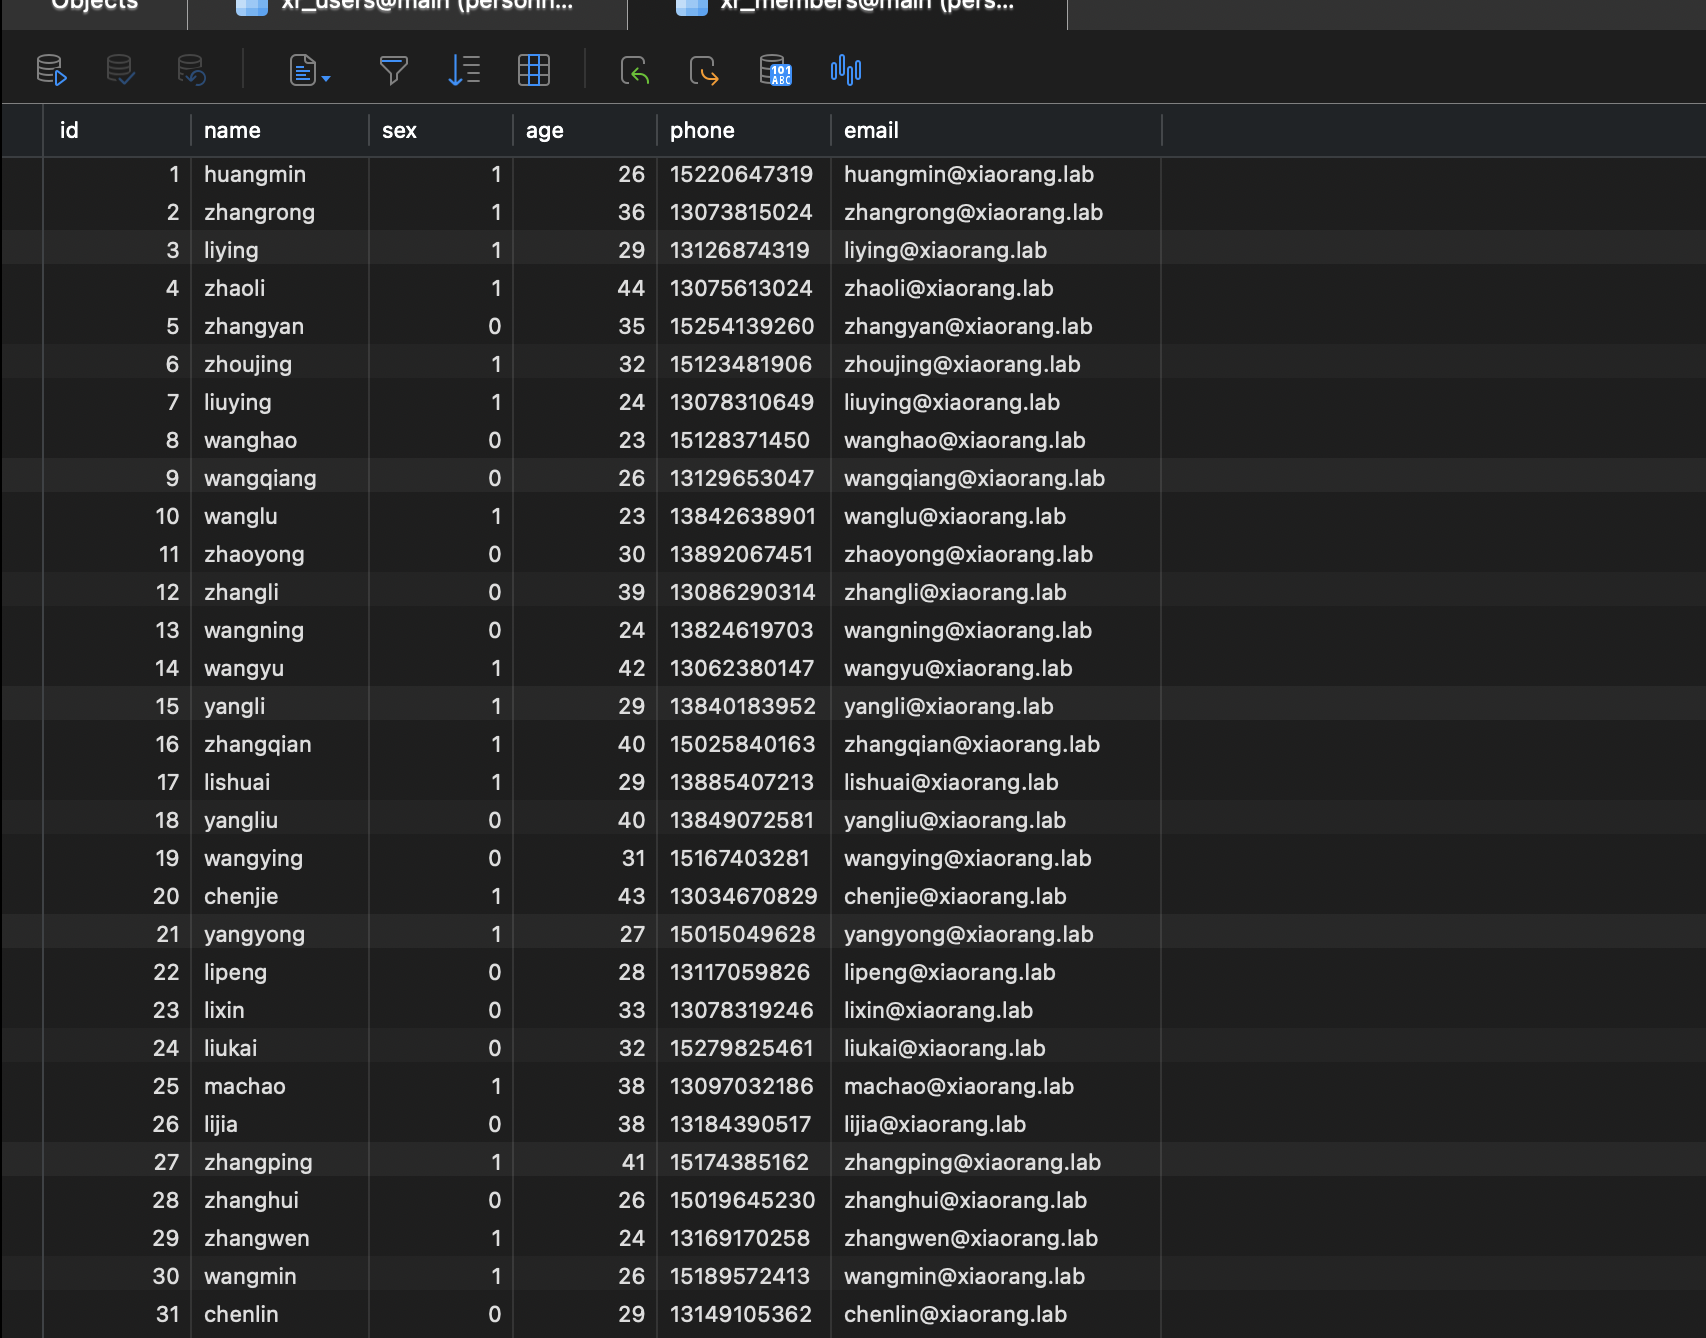 Objects xr_users@main (personn... xr_members@main (pers...
101
ABC
id name sex age phone email
1 huangmin 1 26 15220647319 huangmin@xiaorang.lab
2 zhangrong 1 36 13073815024 zhangrong@xiaorang.lab
3 liying 1 29 13126874319 liying@xiaorang.lab
4 zhaoli 1 44 13075613024 zhaoli@xiaorang.lab
5 zhangyan 0 35 15254139260 zhangyan@xiaorang.lab
6 zhoujing 1 32 15123481906 zhoujing@xiaorang.lab
7 liuying 1 24 13078310649 liuying@xiaorang.lab
8 wanghao 0 23 15128371450 wanghao@xiaorang.lab
9 wangqiang 0 26 13129653047 wangqiang@xiaorang.lab
10 wanglu 1 23 13842638901 wanglu@xiaorang.lab
11 zhaoyong 0 30 13892067451 zhaoyong@xiaorang.lab
12 zhangli 0 39 13086290314 zhangli@xiaorang.lab
13 wangning 0 24 13824619703 wangning@xiaorang.lab
14 wangyu 1 42 13062380147 wangyu@xiaorang.lab
15 yangli 1 29 13840183952 yangli@xiaorang.lab
16 zhangqian 1 40 15025840163 zhangqian@xiaorang.lab
17 lishuai 1 29 13885407213 lishuai@xiaorang.lab
18 yangliu 0 40 13849072581 yangliu@xiaorang.lab
19 wangying 0 31 15167403281 wangying@xiaorang.lab
20 chenjie 1 43 13034670829 chenjie@xiaorang.lab
21 yangyong 1 27 15015049628 yangyong@xiaorang.lab
22 lipeng 0 28 13117059826 lipeng@xiaorang.lab
23 lixin 0 33 13078319246 lixin@xiaorang.lab
24 liukai 0 32 15279825461 liukai@xiaorang.lab
25 machao 1 38 13097032186 machao@xiaorang.lab
26 lijia 0 38 13184390517 lijia@xiaorang.lab
27 zhangping 1 41 15174385162 zhangping@xiaorang.lab
28 zhanghui 0 26 15019645230 zhanghui@xiaorang.lab
29 zhangwen 1 24 13169170258 zhangwen@xiaorang.lab
30 wangmin 1 26 15189572413 wangmin@xiaorang.lab
31 chenlin 0 29 13149105362 chenlin@xiaorang.lab